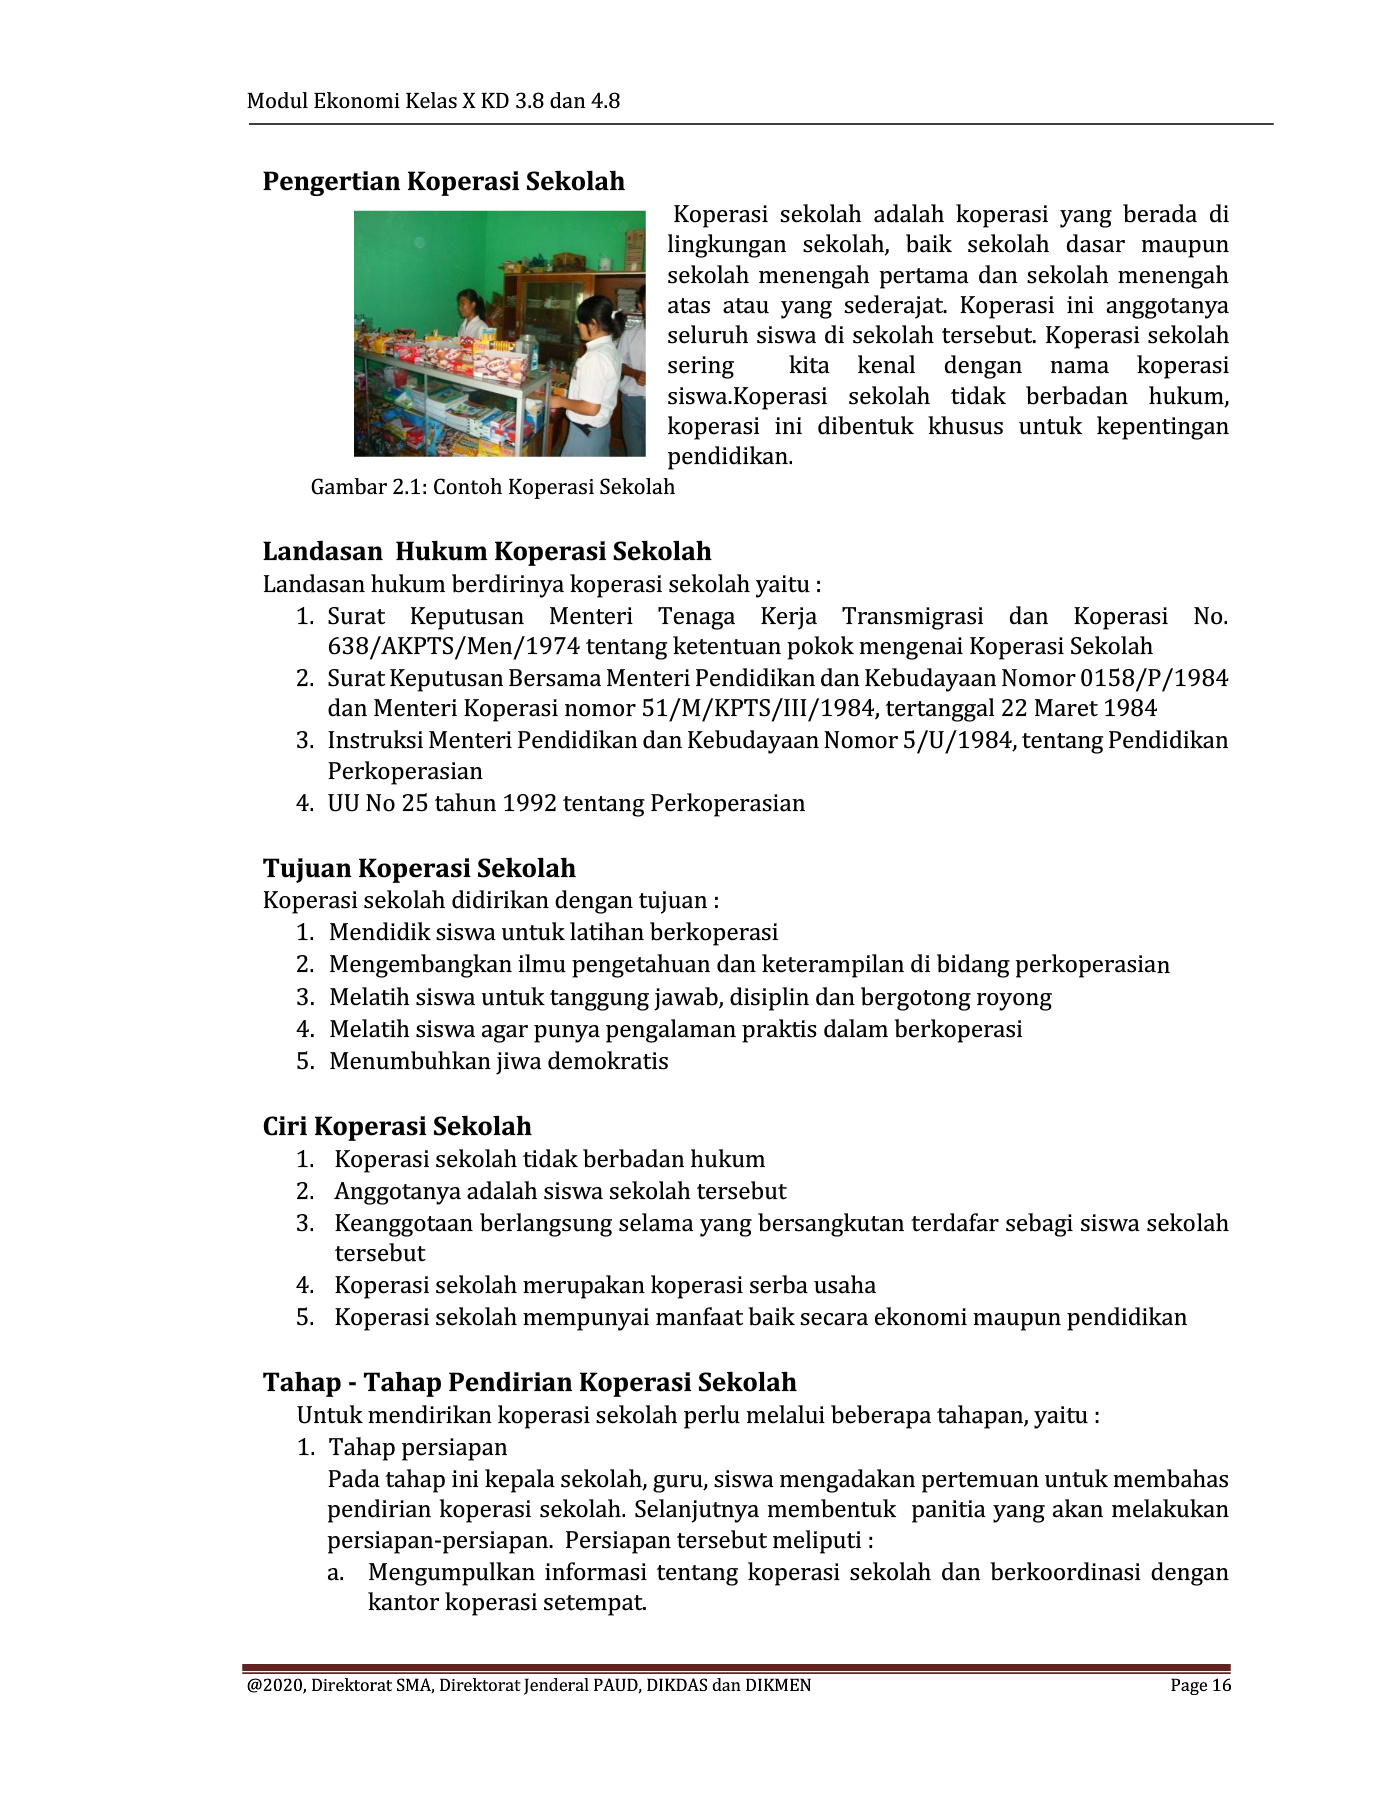 Modul Ekonomi Kelas X KD 3.8 dan 4.8
Pengertian Koperasi Sekolah
Koperasi sekolah adalah koperasi yang berada di
lingkungan sekolah, baik sekolah dasar maupun
sekolah menengah pertama dan sekolah menengah
atas atau yang sederajat. Koperasi ini anggotanya
seluruh siswa di sekolah tersebut. Koperasi sekolah
sering kita kenal dengan nama koperasi
siswa.Koperasi sekolah tidak berbadan hukum,
koperasi ini dibentuk khusus untuk kepentingan
pendidikan.
Gambar 2.1: Contoh Koperasi Sekolah
Landasan Hukum Koperasi Sekolah
Landasan hukum berdirinya koperasi sekolah yaitu :
1. Surat Keputusan Menteri Tenaga Kerja Transmigrasi dan Koperasi No.
638/AKPTS/Men/1974 tentang ketentuan pokok mengenai Koperasi Sekolah
2. Surat Keputusan Bersama Menteri Pendidikan dan Kebudayaan Nomor 0158/P/1984
dan Menteri Koperasi nomor 51/M/KPTS/III/1984, tertanggal 22 Maret 1984
3. Instruksi Menteri Pendidikan dan Kebudayaan Nomor 5/U/1984, tentang Pendidikan
Perkoperasian
4. UU No 25 tahun 1992 tentang Perkoperasian
Tujuan Koperasi Sekolah
Koperasi sekolah didirikan dengan tujuan :
1. Mendidik siswa untuk latihan berkoperasi
2. Mengembangkan ilmu pengetahuan dan keterampilan di bidang perkoperasian
3. Melatih siswa untuk tanggung jawab, disiplin dan bergotong royong
4. Melatih siswa agar punya pengalaman praktis dalam berkoperasi
5. Menumbuhkan jiwa demokratis
Ciri Koperasi Sekolah
1. Koperasi sekolah tidak berbadan hukum
2. Anggotanya adalah siswa sekolah tersebut
3. Keanggotaan berlangsung selama yang bersangkutan terdafar sebagi siswa sekolah
tersebut
4. Koperasi sekolah merupakan koperasi serba usaha
5. Koperasi sekolah mempunyai manfaat baik secara ekonomi maupun pendidikan
Tahap - Tahap Pendirian Koperasi Sekolah
Untuk mendirikan koperasi sekolah perlu melalui beberapa tahapan, yaitu :
1. Tahap persiapan
Pada tahap ini kepala sekolah, guru, siswa mengadakan pertemuan untuk membahas
pendirian koperasi sekolah. Selanjutnya membentuk panitia yang akan melakukan
persiapan-persiapan. Persiapan tersebut meliputi :
a. Mengumpulkan informasi tentang koperasi sekolah dan berkoordinasi dengan
kantor koperasi setempat.
@2020, Direktorat SMA, Direktorat Jenderal PAUD, DIKDAS dan DIKMEN Page 16